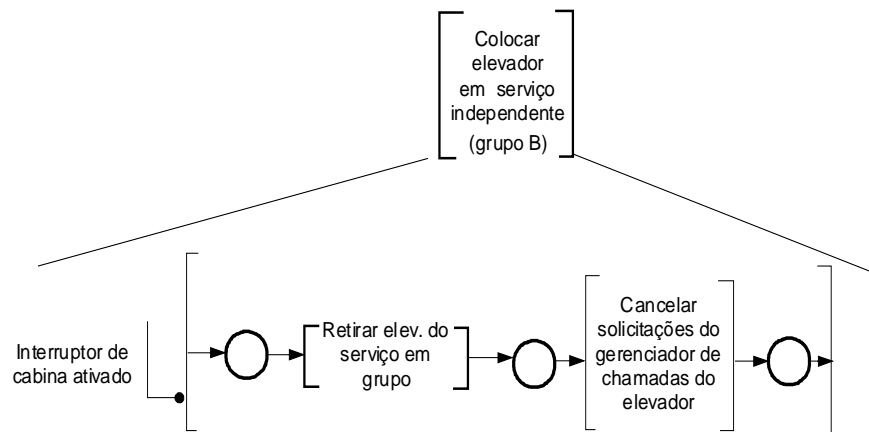 Colocar
elevador
em serviço
independente
(grupo B)
Interruptor de
cabina ativado
Retirar elev. do
serviço em
grupo
Cancelar
solicitações do
gerenciador de
chamadas do
elevador